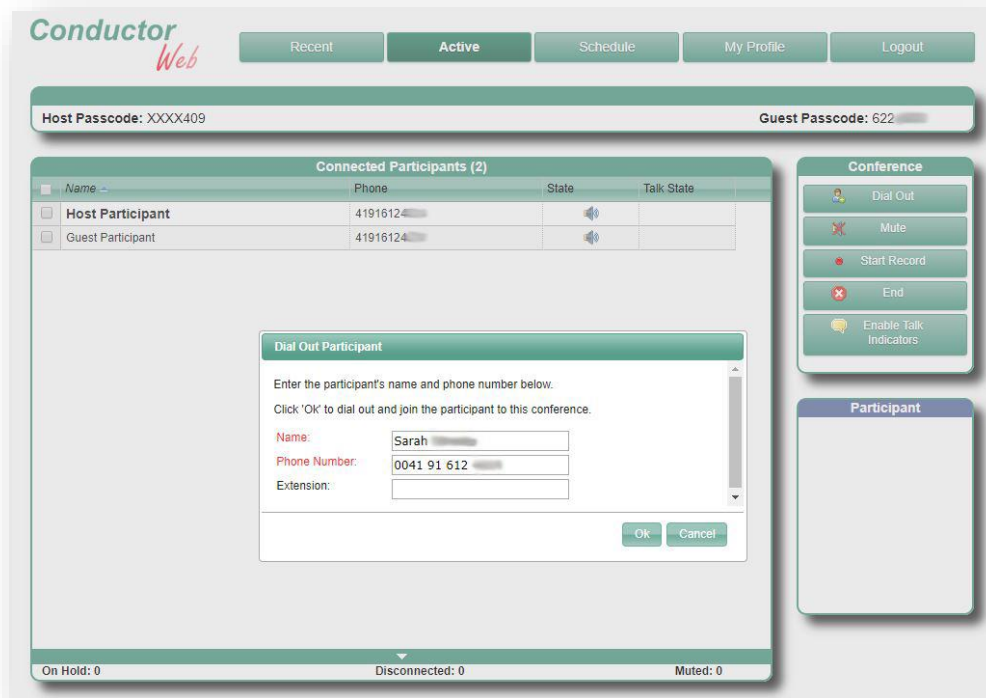 Conductor
Web
Recent Active Schedule My Profile Logout
Host Passcode: XXXX409 Guest Passcode: 622
Connected Participants (2)
Name Phone State Talk State
Host Participant 41916124
Guest Participant 41916124
Conference
Dial Out
Mute
Start Record
End
Enable Talk
Indicators
Dial Out Participant
Enter the participant's name and phone number below.
Click 'Ok' to dial out and join the participant to this conference.
Name: Sarah
Phone Number: 0041 91 612
Extension:
Ok Cancel
Participant
On Hold: 0 Disconnected: 0 Muted: 0